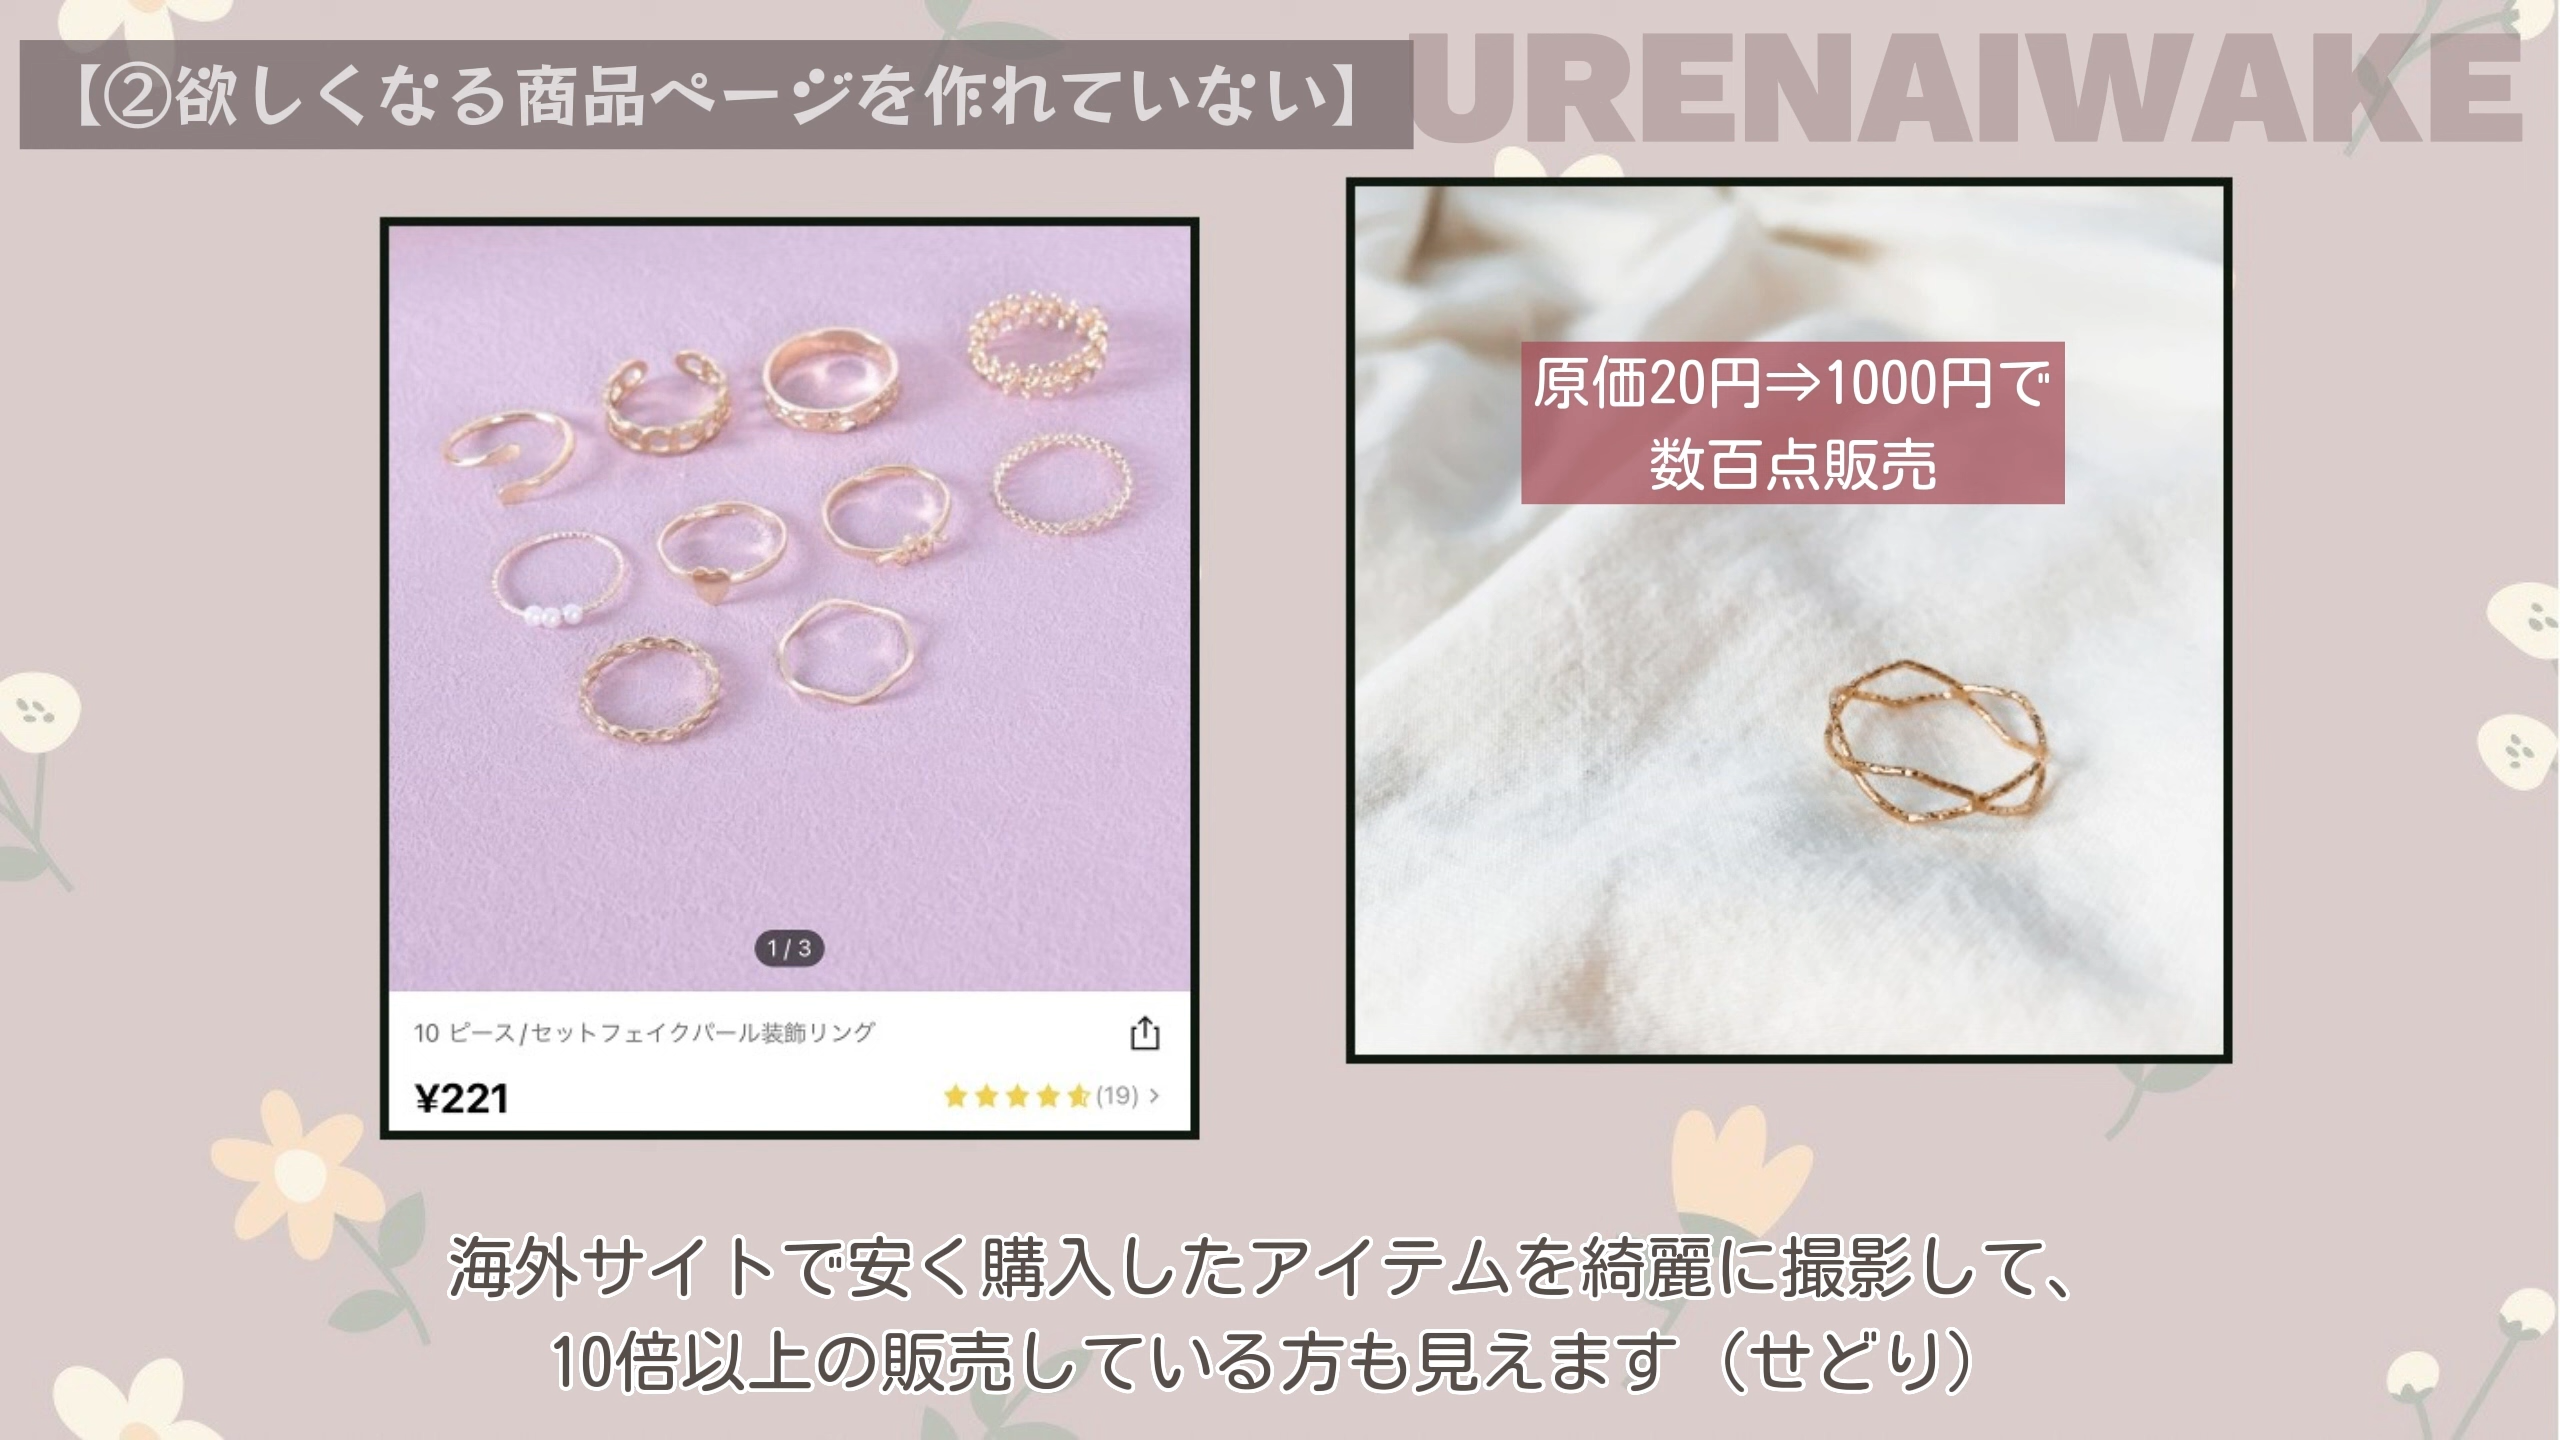 【②欲しくなる商品ページを作れていない】
URENAIWAKE
原価20円⇒1000円で
数百点販売
1 / 3
10 ピース/セットフェイクパール装飾リング
¥221
(19)
海外サイトで安く購入したアイテムを綺麗に撮影して、
10倍以上の販売している方も見えます（せどり）